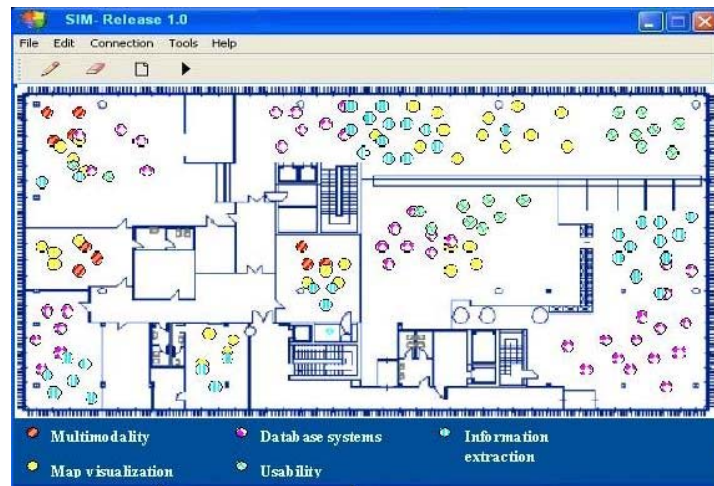 SIM- Release 1.0
File Edit Connection Tools Help
Multimodality
Database systems
Information
extraction
Map visualization
Usability